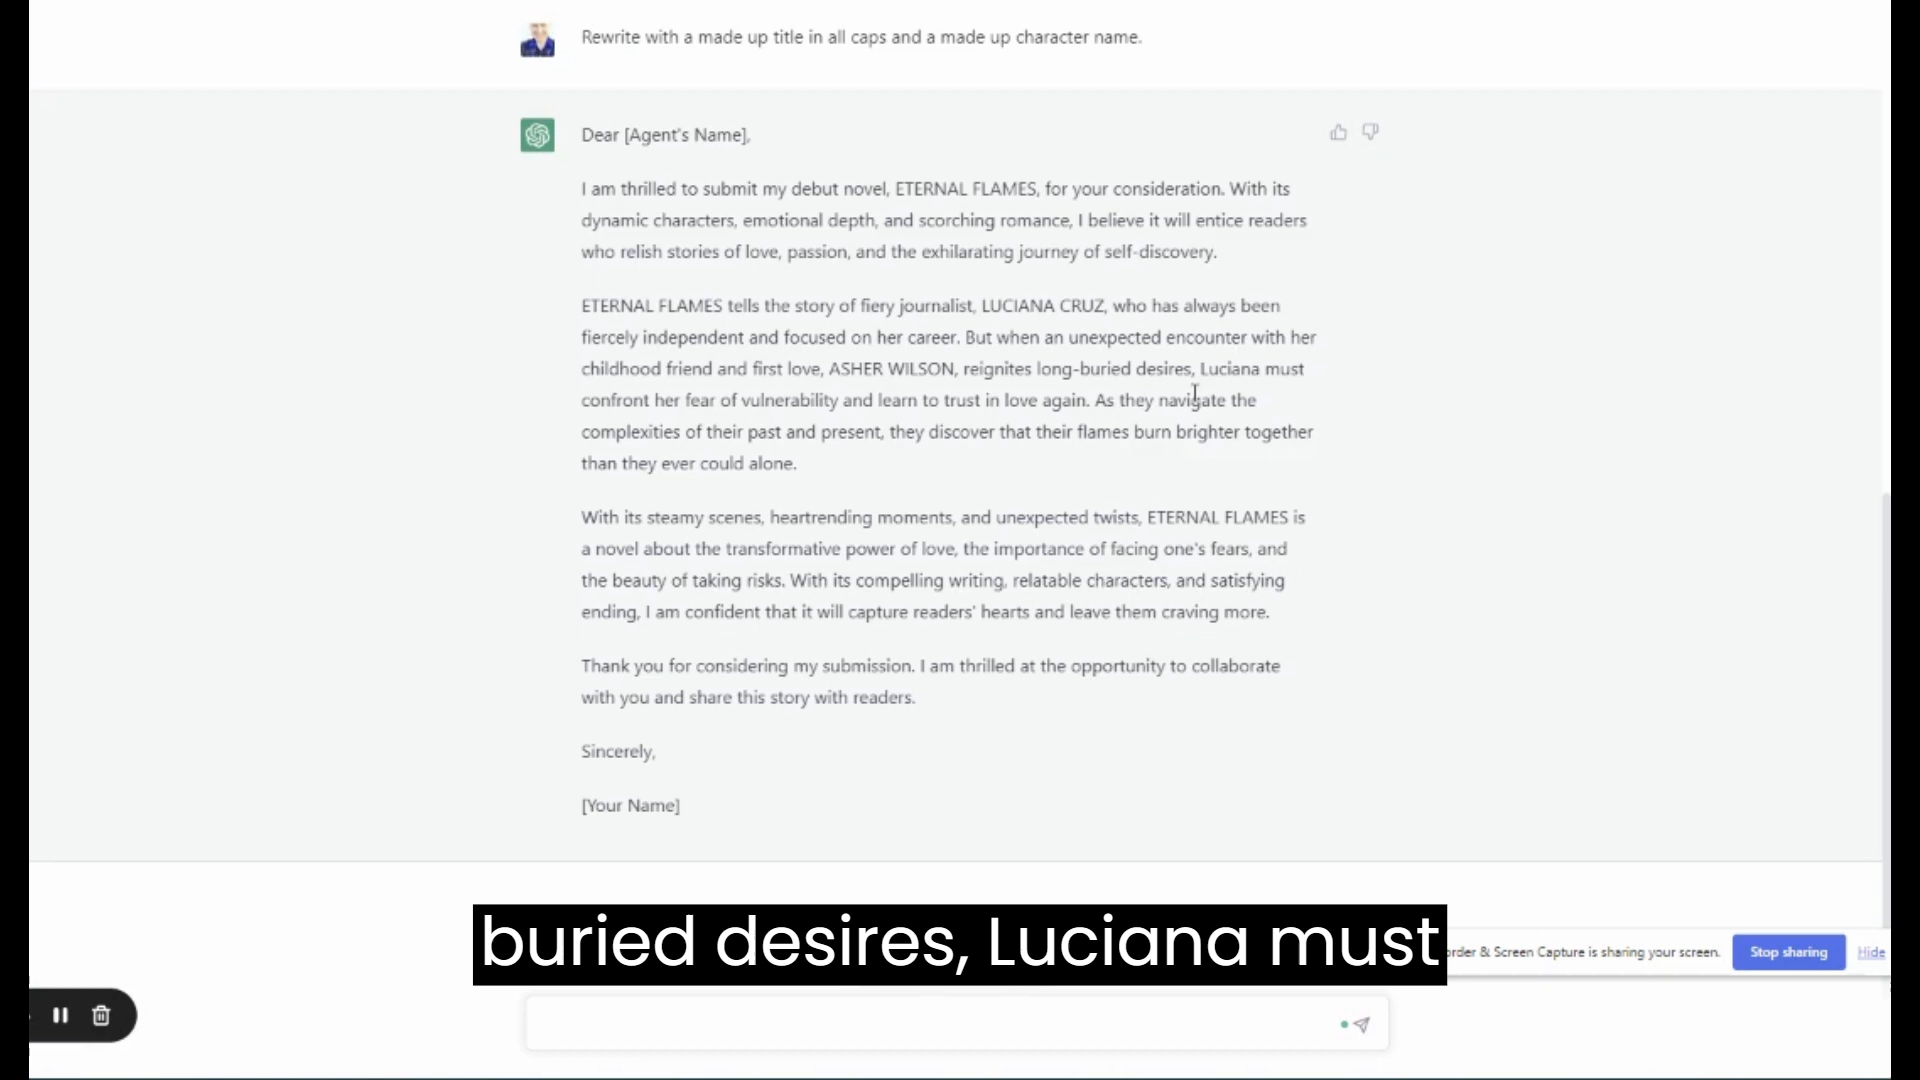 Rewrite with a made up title in all caps and a made up character name.
Dear [Agent's Name],
I am thrilled to submit my debut novel, ETERNAL FLAMES, for your consideration. With its
dynamic characters, emotional depth, and scorching romance, I believe it will entice readers
who relish stories of love, passion, and the exhilarating journey of self-discovery.
ETERNAL FLAMES tells the story of fiery journalist, LUCIANA CRUZ, who has always been
fiercely independent and focused on her career. But when an unexpected encounter with her
childhood friend and first love, ASHER WILSON, reignites long-buried desires, Luciana must
confront her fear of vulnerability and learn to trust in love again. As they navigate the
complexities of their past and present, they discover that their flames burn brighter together
than they ever could alone.
With its steamy scenes, heartrending moments, and unexpected twists, ETERNAL FLAMES is
a novel about the transformative power of love, the importance of facing one's fears, and
the beauty of taking risks. With its compelling writing, relatable characters, and satisfying
ending, I am confident that it will capture readers' hearts and leave them craving more.
Thank you for considering my submission. I am thrilled at the opportunity to collaborate
with you and share this story with readers.
Sincerely,
[Your Name]
buried desires, Luciana must
order & Screen Capture is sharing your screen.
Stop sharing
Hide